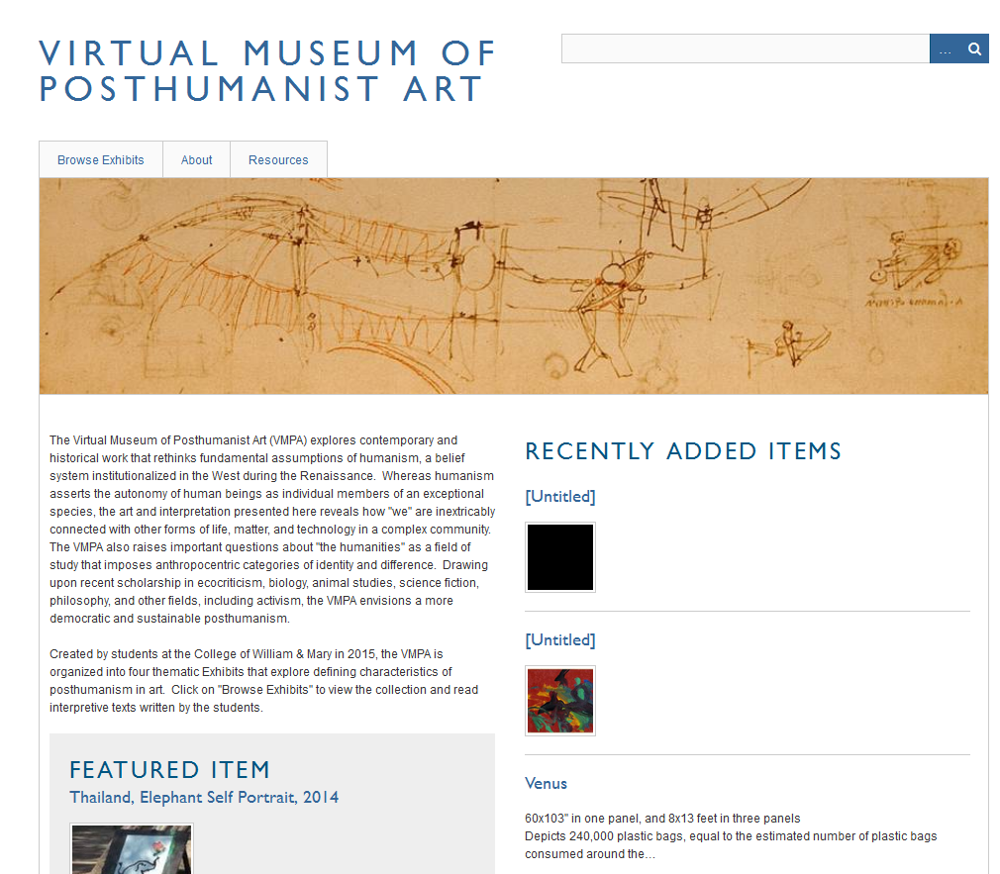 VIRTUAL MUSEUM OF
POSTHUMANIST ART
...
Browse Exhibits
About
Resources
The Virtual Museum of Posthumanist Art (VMPA) explores contemporary and
historical work that rethinks fundamental assumptions of humanism, a belief
system institutionalized in the West during the Renaissance.  Whereas humanism
asserts the autonomy of human beings as individual members of an exceptional
species, the art and interpretation presented here reveals how "we" are inextricably
connected with other forms of life, matter, and technology in a complex community.
The VMPA also raises important questions about "the humanities" as a field of
study that imposes anthropocentric categories of identity and difference.  Drawing
upon recent scholarship in ecocriticism, biology, animal studies, science fiction,
philosophy, and other fields, including activism, the VMPA envisions a more
democratic and sustainable posthumanism.
Created by students at the College of William & Mary in 2015, the VMPA is
organized into four thematic Exhibits that explore defining characteristics of
posthumanism in art.  Click on "Browse Exhibits" to view the collection and read
interpretive texts written by the students.
FEATURED ITEM
Thailand, Elephant Self Portrait, 2014
RECENTLY ADDED ITEMS
[Untitled]
[Untitled]
Venus
60x103" in one panel, and 8x13 feet in three panels
Depicts 240,000 plastic bags, equal to the estimated number of plastic bags
consumed around the…